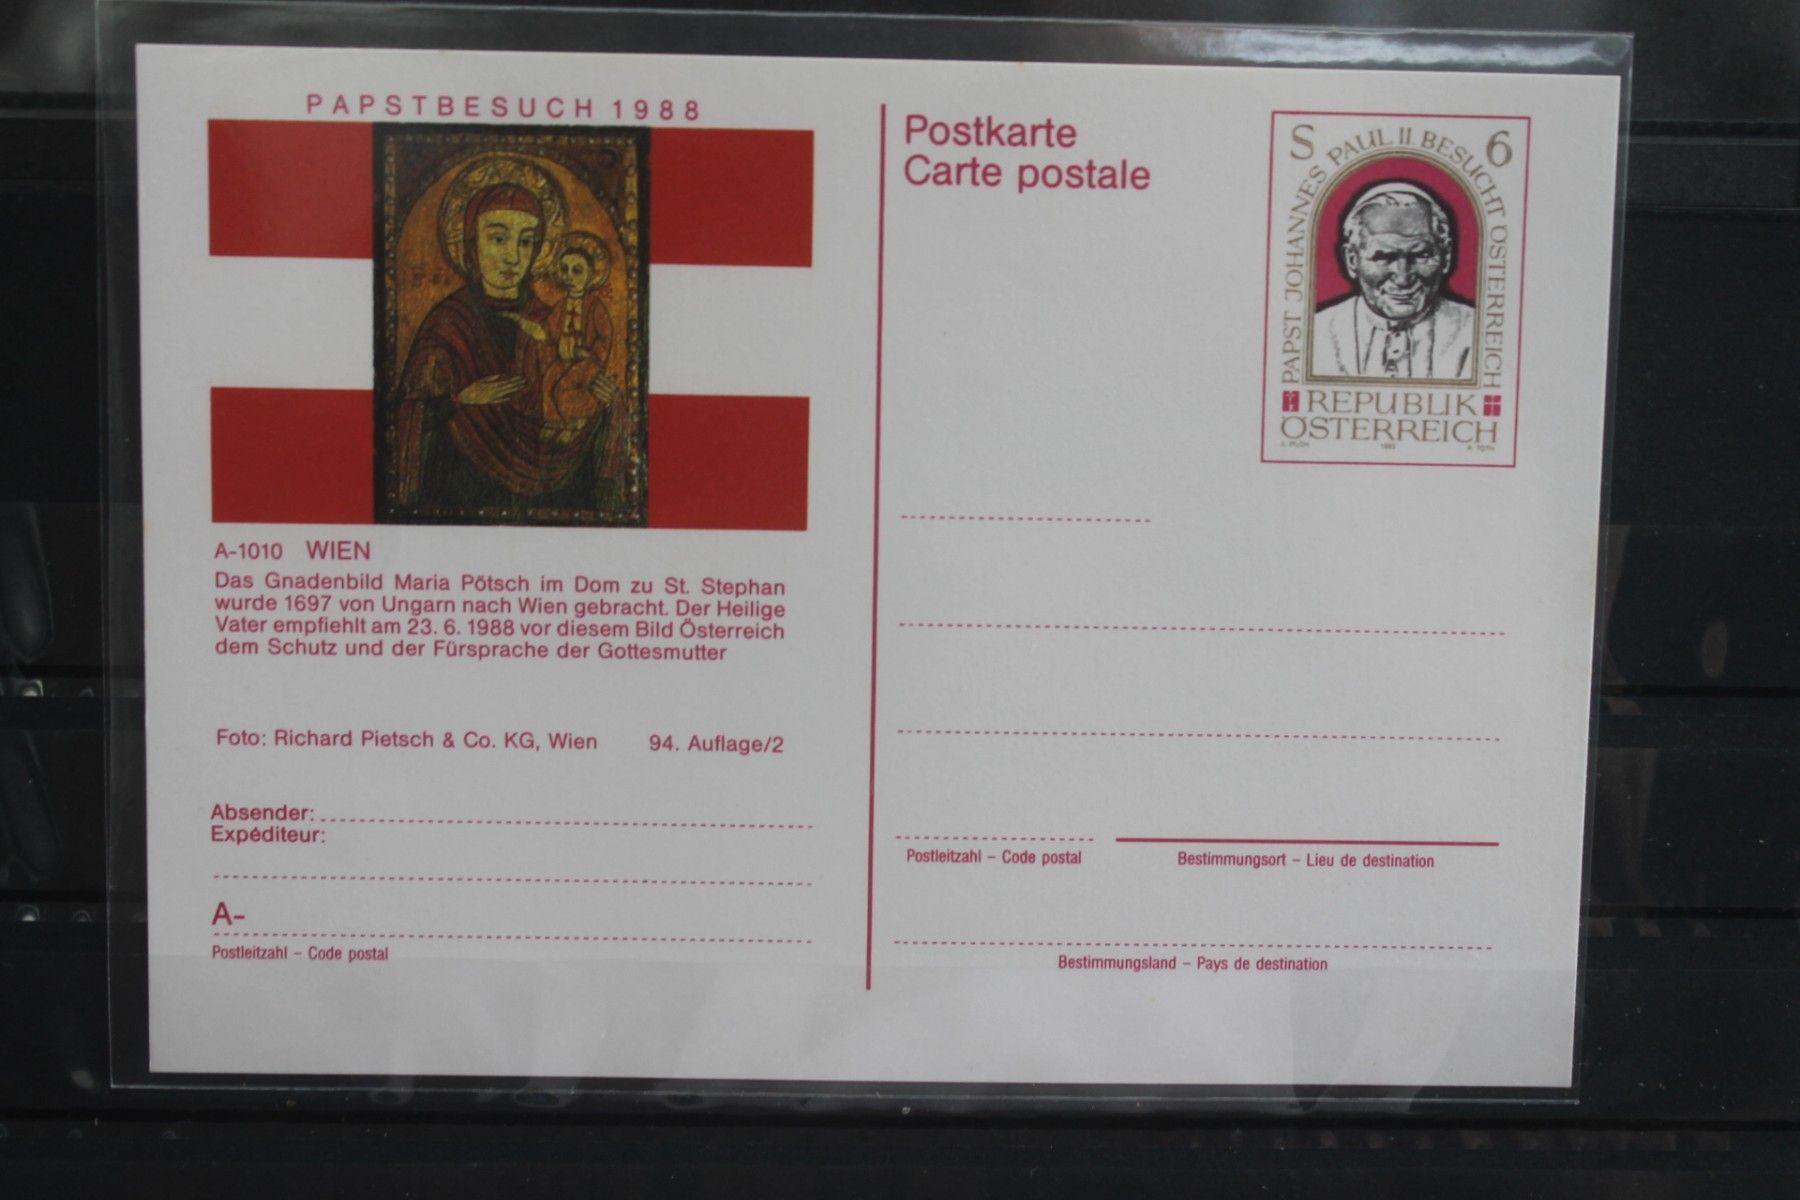 PAPSTBESUCH 1988
A-1010 WIEN
Das Gnadenbild Maria Pötsch im Dom zu St. Stephan
wurde 1697 von Ungarn nach Wien gebracht. Der Heilige
Vater empfiehlt am 23. 6. 1988 vor diesem Bild Österreich
dem Schutz und der Fürsprache der Gottesmutter
Foto: Richard Pietsch & Co. KG, Wien 94. Auflage/2
Absender:
Expéditeur:
A-
Postleitzahl – Code postal
Postkarte
Carte postale
S 6
PAPST JOHANNES PAUL II BESUCHT ÖSTERREICH
REPUBLIK
ÖSTERREICH
Postleitzahl – Code postal
Bestimmungsort – Lieu de destination
Bestimmungsland – Pays de destination